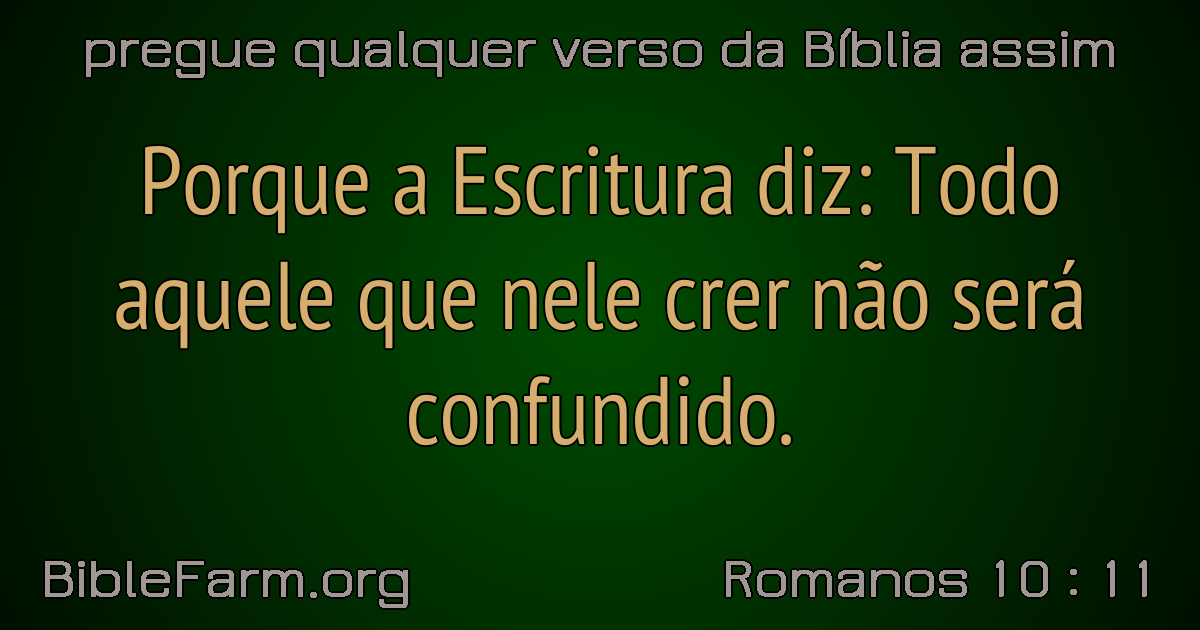 pregue qualquer verso da Bíblia assim
Porque a Escritura diz: Todo
aquele que nele crer não será
confundido.
BibleFarm.org
Romanos 10 : 11